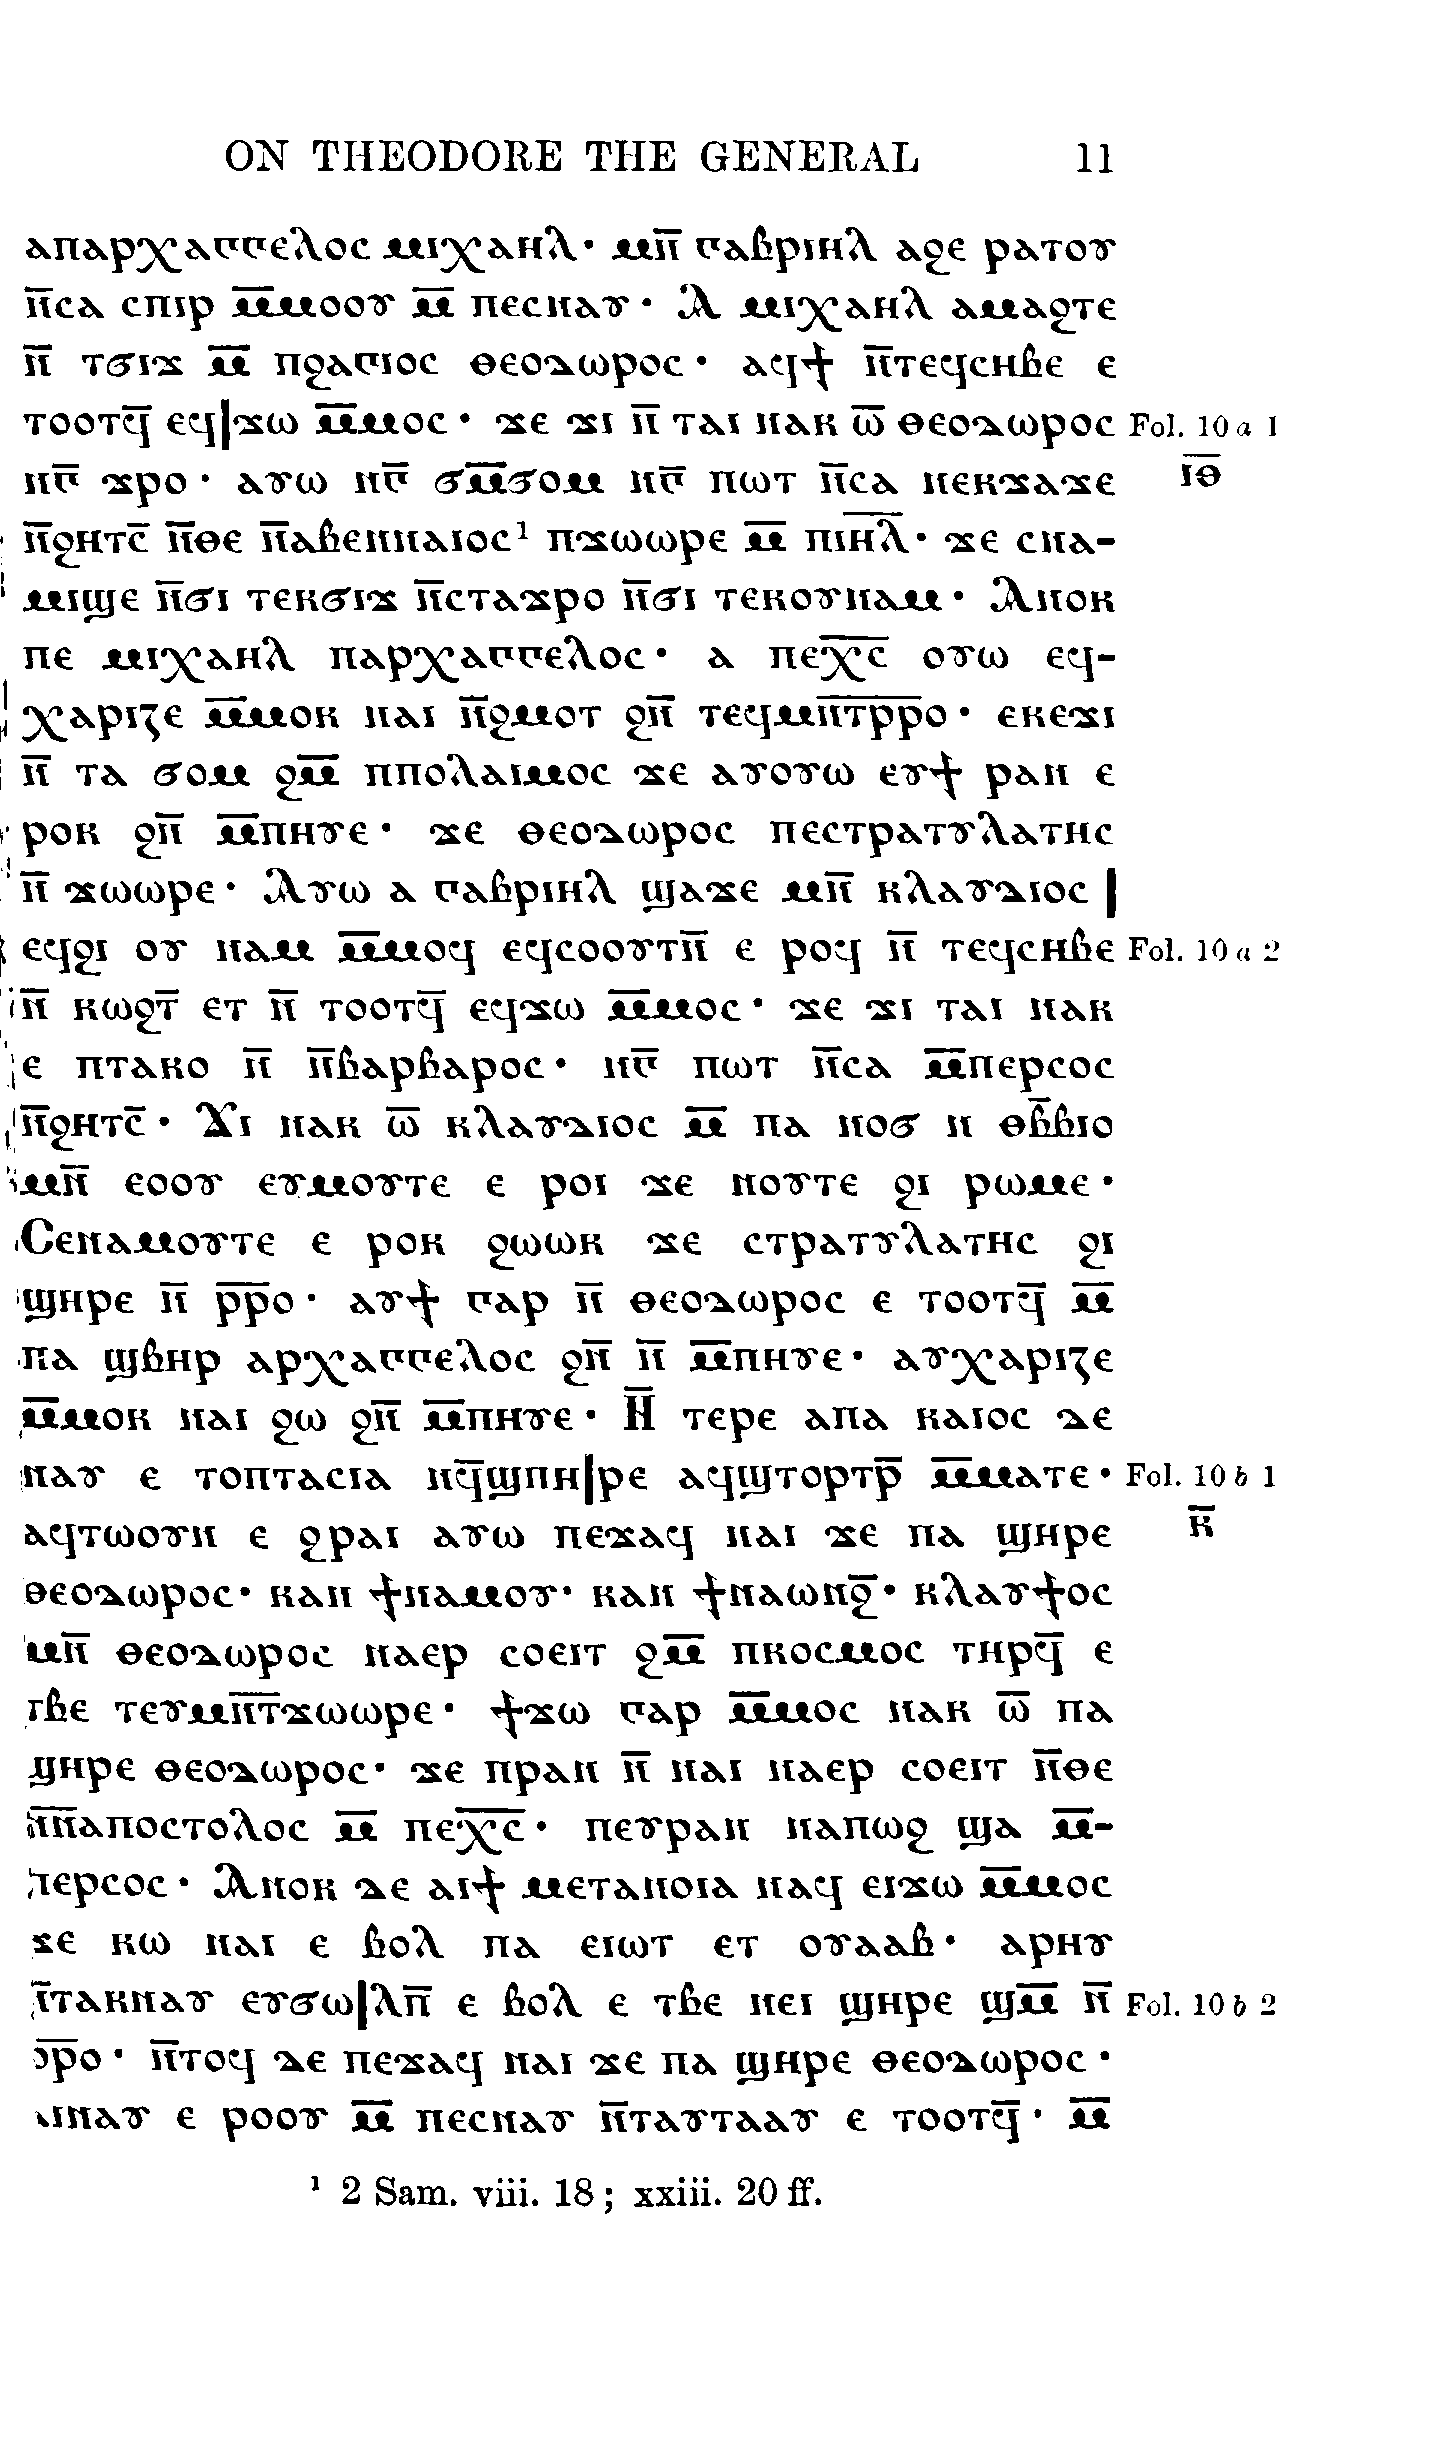 ON THEODORE THE GENERAL 11
ⲁⲡⲁⲣⲭⲁⲅⲅⲉⲗⲟⲥ ⲙⲓⲭⲁⲏⲗ· ⲙⲛ̅ ⲅⲁⲃⲣⲓⲏⲗ ⲁϩⲉ ⲣⲁⲧⲟⲩ
ⲛ̅ⲥⲁ ⲥⲡⲓⲣ ⲙ̅ⲙⲟⲟⲩ ⲙ̅ ⲡⲉⲥⲛⲁⲩ· Ⲁ ⲙⲓⲭⲁⲏⲗ ⲁⲙⲁϩⲧⲉ
ⲛ̅ ⲧϭⲓϫ ⲙ̅ ⲡϩⲁⲅⲓⲟⲥ ⲑⲉⲟⲇⲱⲣⲟⲥ· ⲁϥϯ ⲛ̅ⲧⲉϥⲥⲏⲃⲉ ⲉ
ⲧⲟⲟⲧϥ̅ ⲉϥ|ϫⲱ ⲙ̅ⲙⲟⲥ· ϫⲉ ϫⲓ ⲛ̅ ⲧⲁⲓ ⲛⲁⲕ ⲱ̅ ⲑⲉⲟⲇⲱⲣⲟⲥ Fol. 10 a 1
ⲛⲅ̅ ϫⲣⲟ· ⲁⲩⲱ ⲛⲅ̅ ϭⲙ̅ϭⲟⲙ ⲛⲅ̅ ⲡⲱⲧ ⲛ̅ⲥⲁ ⲛⲉⲕϫⲁϫⲉ ⲓ̅ⲑ̅
ⲛ̅ϩⲏⲧⲥ̅ ⲛ̅ⲑⲉ ⲛ̅ⲁⲃⲉⲛⲛⲁⲓⲟⲥ¹ ⲡϫⲱⲱⲣⲉ ⲙ̅ ⲡⲓⲏ̅ⲗ̅· ϫⲉ ⲥⲛⲁ-
ⲙⲓϣⲉ ⲛ̅ϭⲓ ⲧⲉⲕϭⲓϫ ⲛ̅ⲥⲧⲁϫⲣⲟ ⲛ̅ϭⲓ ⲧⲉⲕⲟⲩⲛⲁⲙ· Ⲁⲛⲟⲕ
ⲡⲉ ⲙⲓⲭⲁⲏⲗ ⲡⲁⲣⲭⲁⲅⲅⲉⲗⲟⲥ· ⲁ ⲡⲉⲭ̅ⲥ̅ ⲟⲩⲱ ⲉϥ-
ⲭⲁⲣⲓⲍⲉ ⲙ̅ⲙⲟⲕ ⲛⲁⲓ ⲛ̅ϩⲙⲟⲧ ϩⲛ̅ ⲧⲉϥⲙⲛ̅ⲧ̅ⲣ̅ⲣ̅ⲟ· ⲉⲕⲉϫⲓ
ⲛ̅ ⲧⲁ ϭⲟⲙ ϩⲙ̅ ⲡⲡⲟⲗⲁⲓⲙⲟⲥ ϫⲉ ⲁⲩⲟⲩⲱ ⲉⲩϯ ⲣⲁⲛ ⲉ
ⲣⲟⲕ ϩⲛ̅ ⲙ̅ⲡⲏⲩⲉ· ϫⲉ ⲑⲉⲟⲇⲱⲣⲟⲥ ⲡⲉⲥⲧⲣⲁⲧⲩⲗⲁⲧⲏⲥ
ⲛ̅ ϫⲱⲱⲣⲉ· Ⲁⲩⲱ ⲁ ⲅⲁⲃⲣⲓⲏⲗ ϣⲁϫⲉ ⲙⲛ̅ ⲕⲗⲁⲩⲇⲓⲟⲥ |
ⲉϥϩⲓ ⲟⲩ ⲛⲁⲙ ⲙ̅ⲙⲟϥ ⲉϥⲥⲟⲟⲩⲧⲛ̅ ⲉ ⲣⲟϥ ⲛ̅ ⲧⲉϥⲥⲏⲃⲉ Fol. 10 a 2
ⲛ̅ ⲕⲱϩⲧ̅ ⲉⲧ ⲛ̅ ⲧⲟⲟⲧϥ̅ ⲉϥϫⲱ ⲙ̅ⲙⲟⲥ· ϫⲉ ϫⲓ ⲧⲁⲓ ⲛⲁⲕ
ⲉ ⲡⲧⲁⲕⲟ ⲛ̅ ⲛ̅ⲃⲁⲣⲃⲁⲣⲟⲥ· ⲛⲅ̅ ⲡⲱⲧ ⲛ̅ⲥⲁ ⲙ̅ⲡⲉⲣⲥⲟⲥ
ⲛ̅ϩⲏⲧⲥ̅· Ϫⲓ ⲛⲁⲕ ⲱ̅ ⲕⲗⲁⲩⲇⲓⲟⲥ ⲙ̅ ⲡⲁ ⲛⲟϭ ⲛ ⲑⲃ̅ⲃⲓⲟ
ⲙⲛ̅ ⲉⲟⲟⲩ ⲉⲩⲙⲟⲩⲧⲉ ⲉ ⲣⲟⲓ ϫⲉ ⲛⲟⲩⲧⲉ ϩⲓ ⲣⲱⲙⲉ·
Ⲥⲉⲛⲁⲙⲟⲩⲧⲉ ⲉ ⲣⲟⲕ ϩⲱⲱⲕ ϫⲉ ⲥⲧⲣⲁⲧⲩⲗⲁⲧⲏⲥ ϩⲓ
ϣⲏⲣⲉ ⲛ̅ ⲣ̅ⲣ̅ⲟ· ⲁⲩϯ ⲅⲁⲣ ⲛ̅ ⲑⲉⲟⲇⲱⲣⲟⲥ ⲉ ⲧⲟⲟⲧϥ̅ ⲙ̅
ⲡⲁ ϣⲃⲏⲣ ⲁⲣⲭⲁⲅⲅⲉⲗⲟⲥ ϩⲛ̅ ⲛ̅ ⲙ̅ⲡⲏⲩⲉ· ⲁⲩⲭⲁⲣⲓⲍⲉ
ⲙ̅ⲙⲟⲕ ⲛⲁⲓ ϩⲱ ϩⲛ̅ ⲙ̅ⲡⲏⲩⲉ· Ⲛ̅ ⲧⲉⲣⲉ ⲁⲡⲁ ⲕⲁⲓⲟⲥ ⲇⲉ
ⲛⲁⲩ ⲉ ⲧⲟⲡⲧⲁⲥⲓⲁ ⲛϥ̅ϣⲡⲏ|ⲣⲉ ⲁϥϣⲧⲟⲣⲧⲣ̅ ⲙ̅ⲙⲁⲧⲉ· Fol. 10 b 1
ⲁϥⲧⲱⲟⲩⲛ ⲉ ϩⲣⲁⲓ ⲁⲩⲱ ⲡⲉϫⲁϥ ⲛⲁⲓ ϫⲉ ⲡⲁ ϣⲏⲣⲉ ⲕ̅
ⲑⲉⲟⲇⲱⲣⲟⲥ· ⲕⲁⲛ ϯⲛⲁⲙⲟⲩ· ⲕⲁⲛ ϯⲛⲁⲱⲛϩ̅· ⲕⲗⲁⲩϯⲟⲥ
ⲙⲛ̅ ⲑⲉⲟⲇⲱⲣⲟⲥ ⲛⲁⲉⲣ ⲥⲟⲉⲓⲧ ϩⲙ̅ ⲡⲕⲟⲥⲙⲟⲥ ⲧⲏⲣϥ̅ ⲉ
ⲧⲃⲉ ⲧⲉⲩⲙⲛ̅ⲧ̅ϫⲱⲱⲣⲉ· ϯϫⲱ ⲅⲁⲣ ⲙ̅ⲙⲟⲥ ⲛⲁⲕ ⲱ̅ ⲡⲁ
ϣⲏⲣⲉ ⲑⲉⲟⲇⲱⲣⲟⲥ· ϫⲉ ⲡⲣⲁⲛ ⲛ̅ ⲛⲁⲓ ⲛⲁⲉⲣ ⲥⲟⲉⲓⲧ ⲛ̅ⲑⲉ
ⲛ̅ⲛ̅ⲁⲡⲟⲥⲧⲟⲗⲟⲥ ⲙ̅ ⲡⲉⲭ̅ⲥ̅· ⲡⲉⲩⲣⲁⲛ ⲛⲁⲡⲱϩ ϣⲁ ⲙ̅-
ⲡⲉⲣⲥⲟⲥ· Ⲁⲛⲟⲕ ⲇⲉ ⲁⲓϯ ⲙⲉⲧⲁⲛⲟⲓⲁ ⲛⲁϥ ⲉⲓϫⲱ ⲙ̅ⲙⲟⲥ
ϫⲉ ⲕⲱ ⲛⲁⲓ ⲉ ⲃⲟⲗ ⲡⲁ ⲉⲓⲱⲧ ⲉⲧ ⲟⲩⲁⲁⲃ· ⲁⲣⲏⲩ
ⲛ̅ⲧⲁⲕⲛⲁⲩ ⲉⲩϭⲱ|ⲗⲡ̅ ⲉ ⲃⲟⲗ ⲉ ⲧⲃⲉ ⲛⲉⲓ ϣⲏⲣⲉ ϣⲙ̅ ⲛ̅ Fol. 10 b 2
ⲣ̅ⲣ̅ⲟ· ⲛ̅ⲧⲟϥ ⲇⲉ ⲡⲉϫⲁϥ ⲛⲁⲓ ϫⲉ ⲡⲁ ϣⲏⲣⲉ ⲑⲉⲟⲇⲱⲣⲟⲥ·
ⲁⲓⲛⲁⲩ ⲉ ⲣⲟⲟⲩ ⲙ̅ ⲡⲉⲥⲛⲁⲩ ⲛ̅ⲧⲁⲩⲧⲁⲁⲩ ⲉ ⲧⲟⲟⲧϥ̅· ⲙ̅
¹ 2 Sam. viii. 18; xxiii. 20 ff.